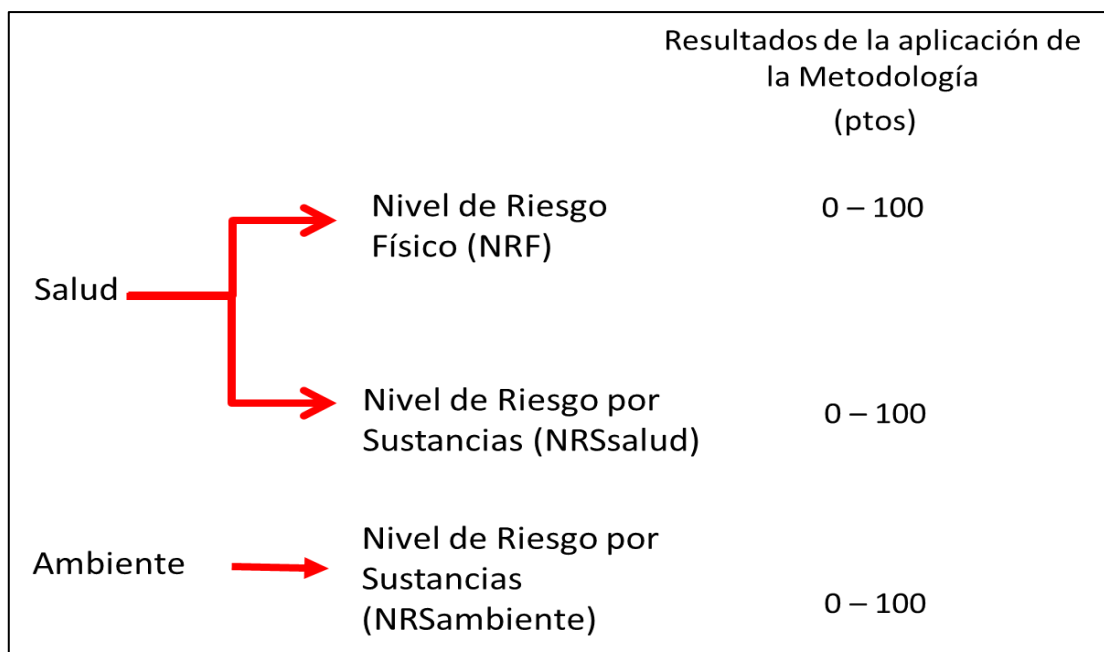 Resultados de la aplicación de
la Metodología
(ptos)
Salud
Nivel de Riesgo
Físico (NRF)
0 – 100
Nivel de Riesgo por
Sustancias (NRSsalud)
0 – 100
Ambiente
Nivel de Riesgo por
Sustancias
(NRSambiente)
0 – 100